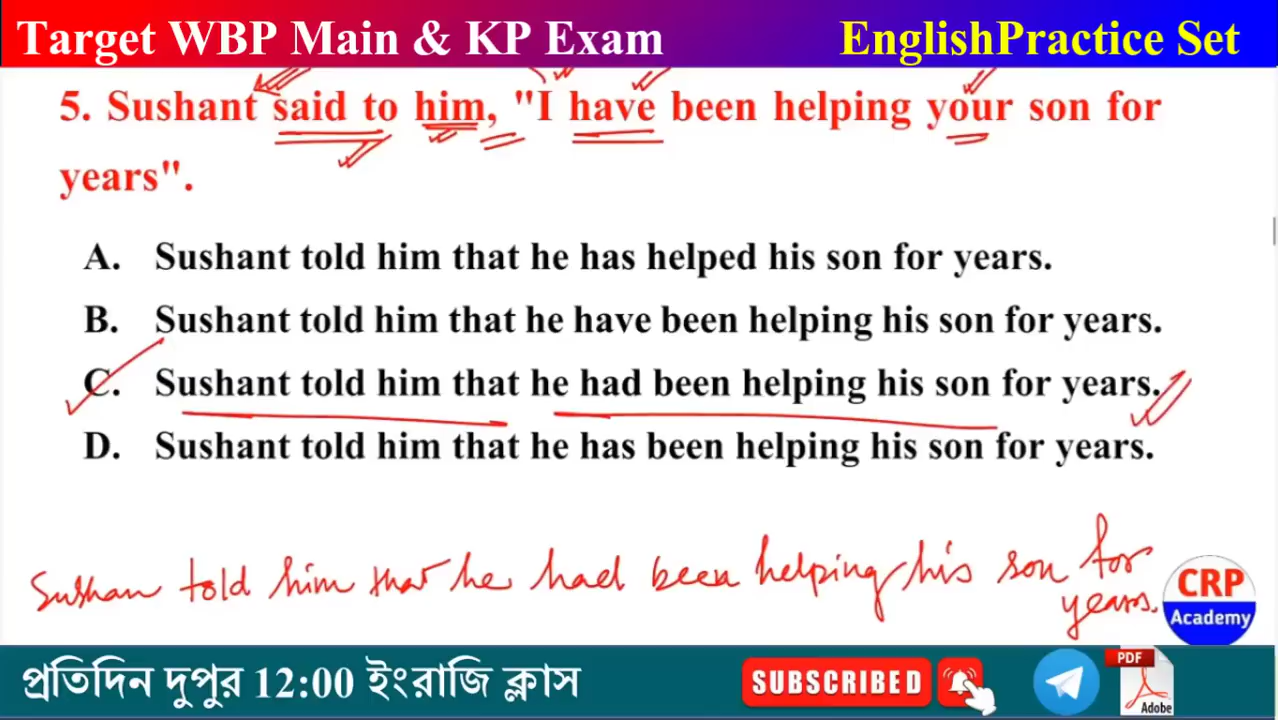 Target WBP Main & KP Exam EnglishPractice Set
5. Sushant said to him, "I have been helping your son for
years".
A. Sushant told him that he has helped his son for years.
B. Sushant told him that he have been helping his son for years.
C. Sushant told him that he had been helping his son for years.
D. Sushant told him that he has been helping his son for years.
Sushan told him that he had been helping his son for
years.
CRP
Academy
প্রতিদিন দুপুর 12:00 ইংরাজি ক্লাস SUBSCRIBED PDF
Adobe